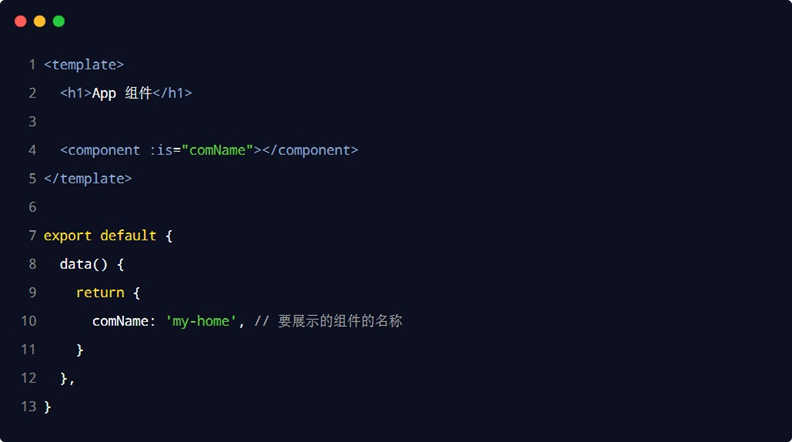 1 <template>
2   <h1>App 组件</h1>
3
4   <component :is="comName"></component>
5 </template>
6
7 export default {
8   data() {
9     return {
10       comName: 'my-home', // 要展示的组件的名称
11     }
12   },
13 }